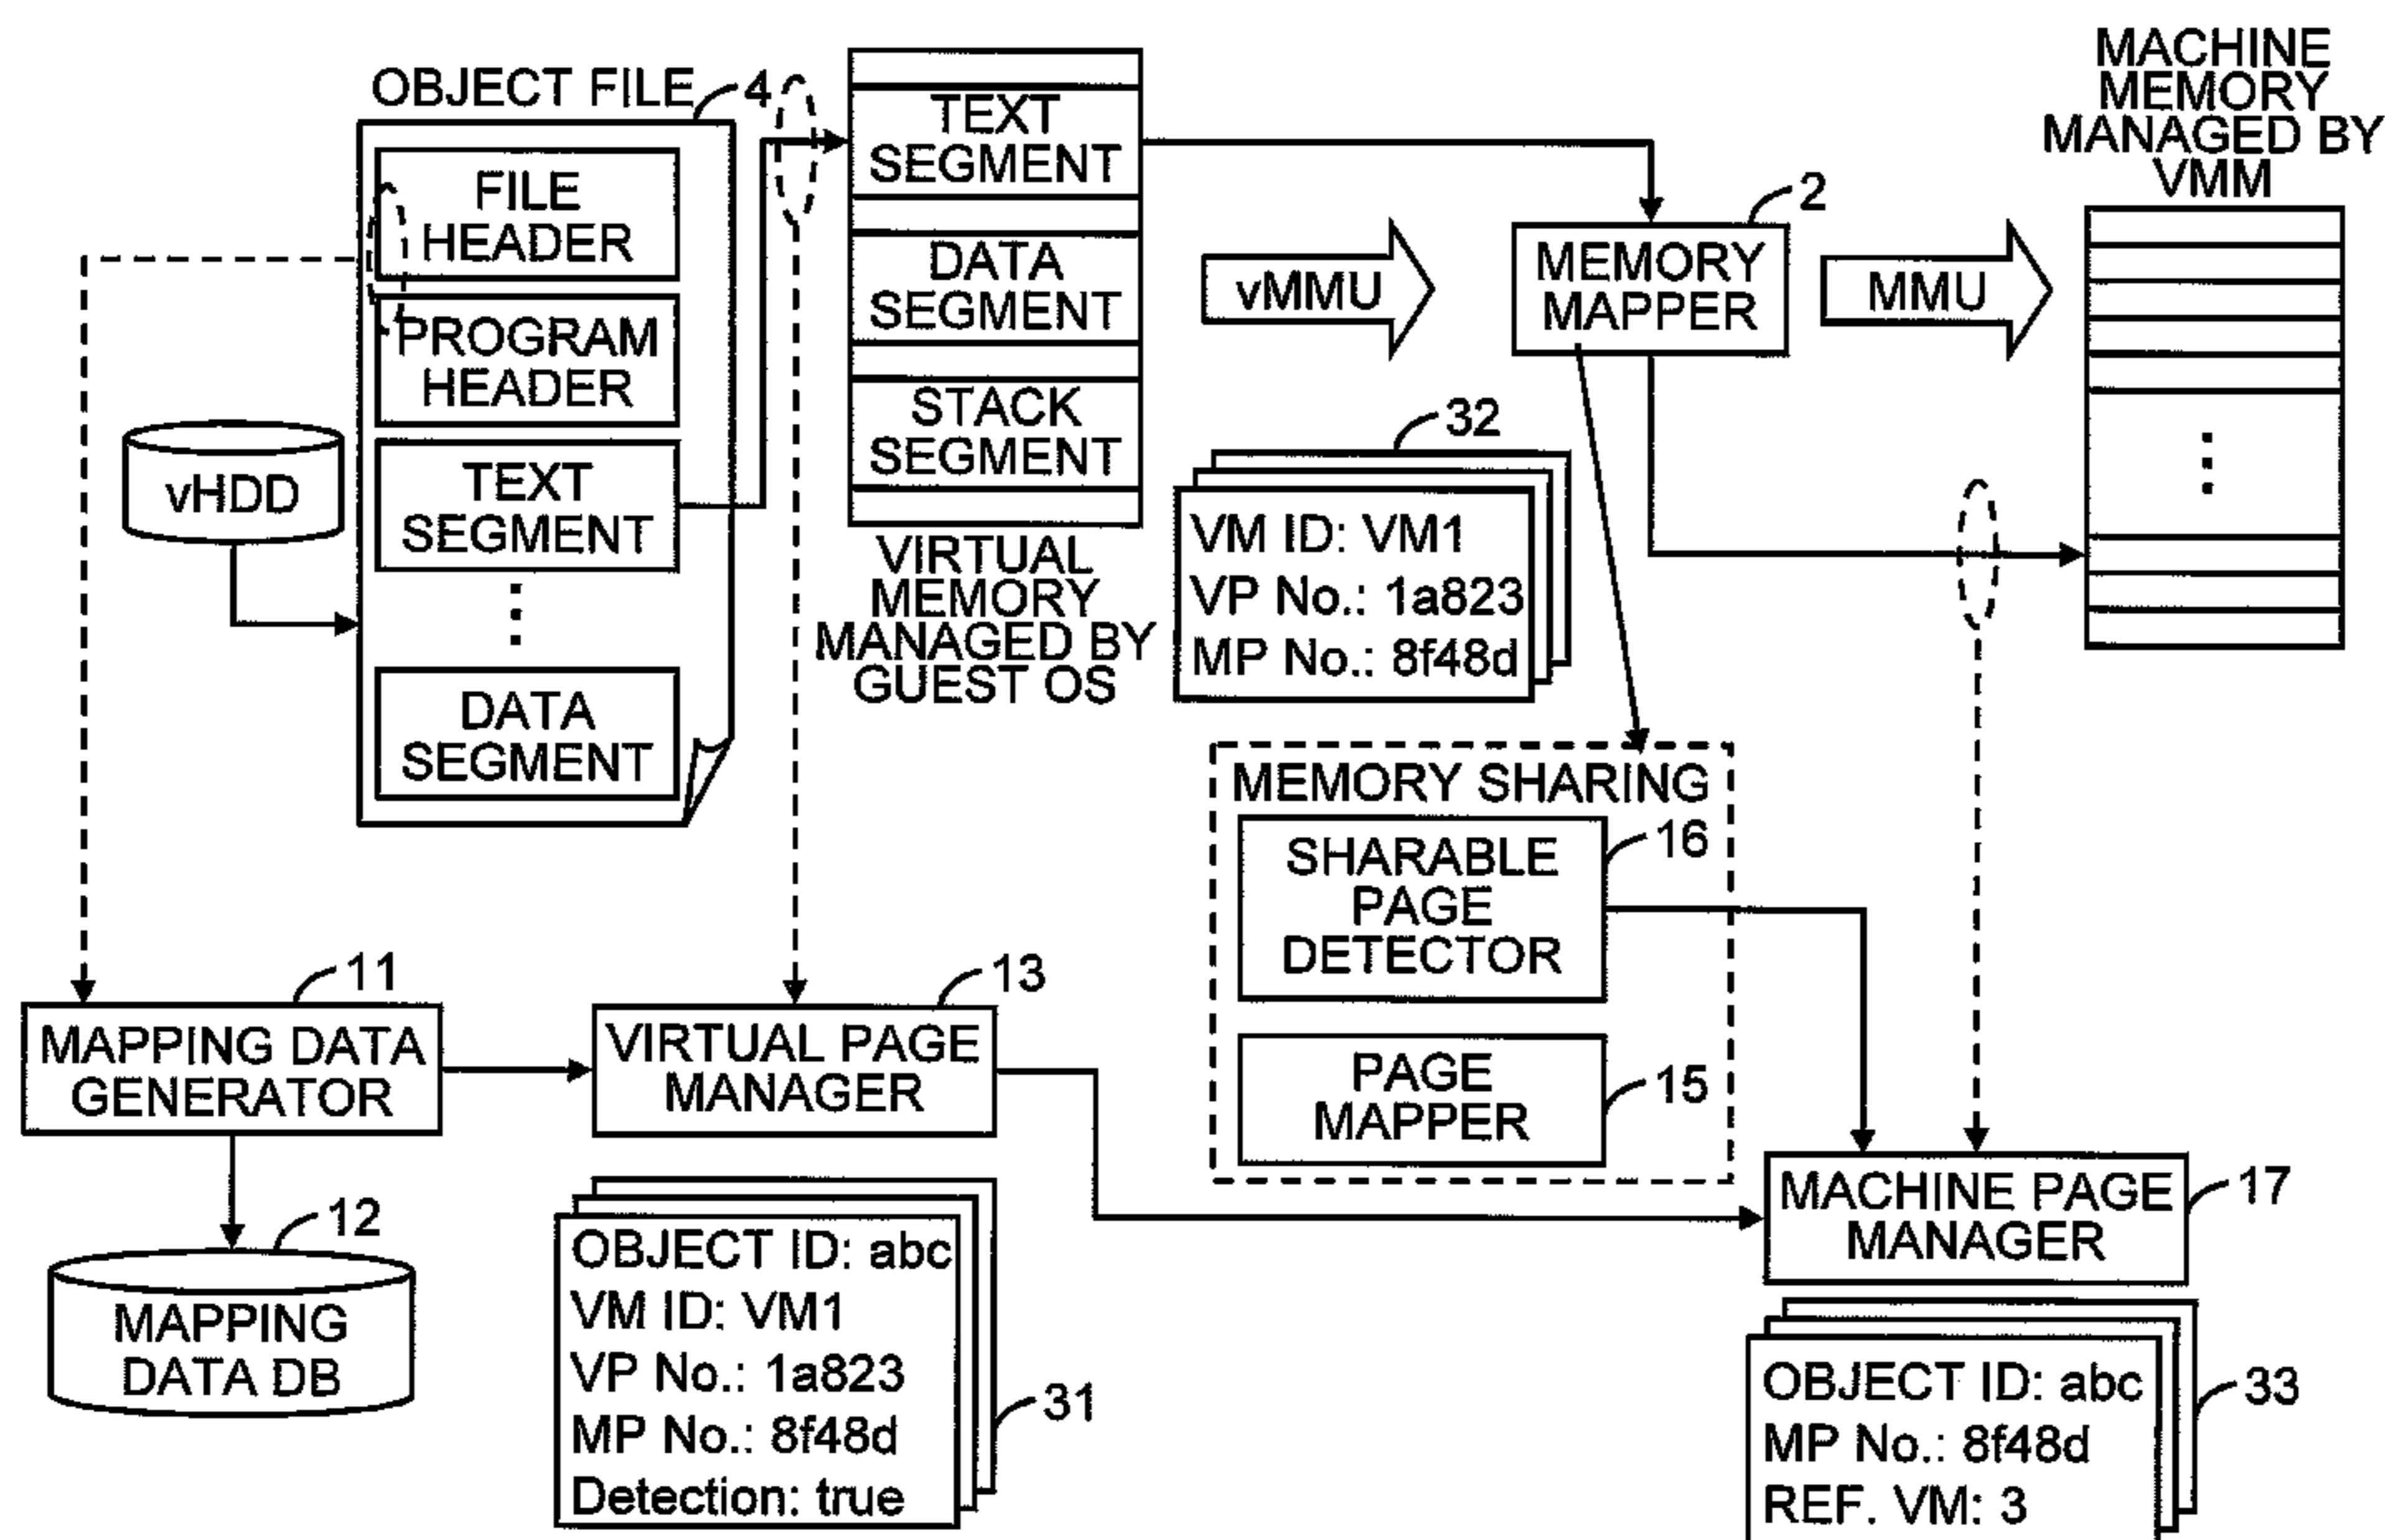 OBJECT FILE
4
FILE
HEADER
PROGRAM
HEADER
TEXT
SEGMENT
DATA
SEGMENT
vHDD
TEXT
SEGMENT
DATA
SEGMENT
STACK
SEGMENT
VIRTUAL
MEMORY
MANAGED BY
GUEST OS
vMMU
2
MEMORY
MAPPER
MMU
MACHINE
MEMORY
MANAGED BY
VMM
32
VM ID: VM1
VP No.: 1a823
MP No.: 8f48d
MEMORY SHARING
SHARABLE
PAGE
DETECTOR
16
PAGE
MAPPER
15
11
MAPPING DATA
GENERATOR
13
VIRTUAL PAGE
MANAGER
MACHINE PAGE
MANAGER
17
12
MAPPING
DATA DB
OBJECT ID: abc
VM ID: VM1
VP No.: 1a823
MP No.: 8f48d
Detection: true
31
OBJECT ID: abc
MP No.: 8f48d
REF. VM: 3
33